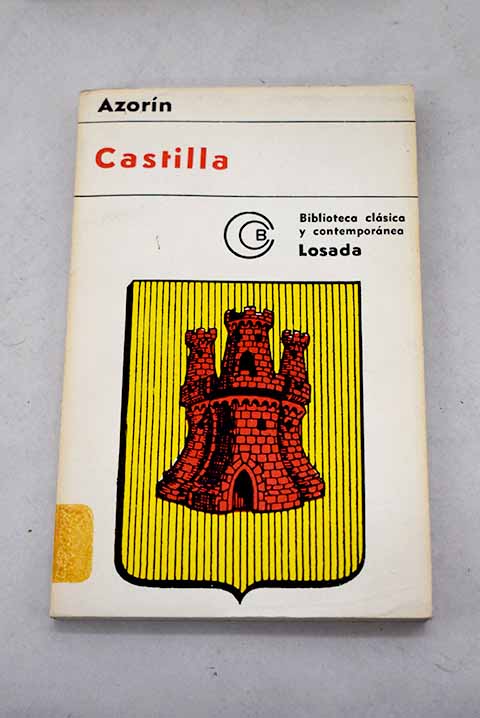 Azorín
Castilla
Biblioteca clásica
y contemporánea
Losada
B